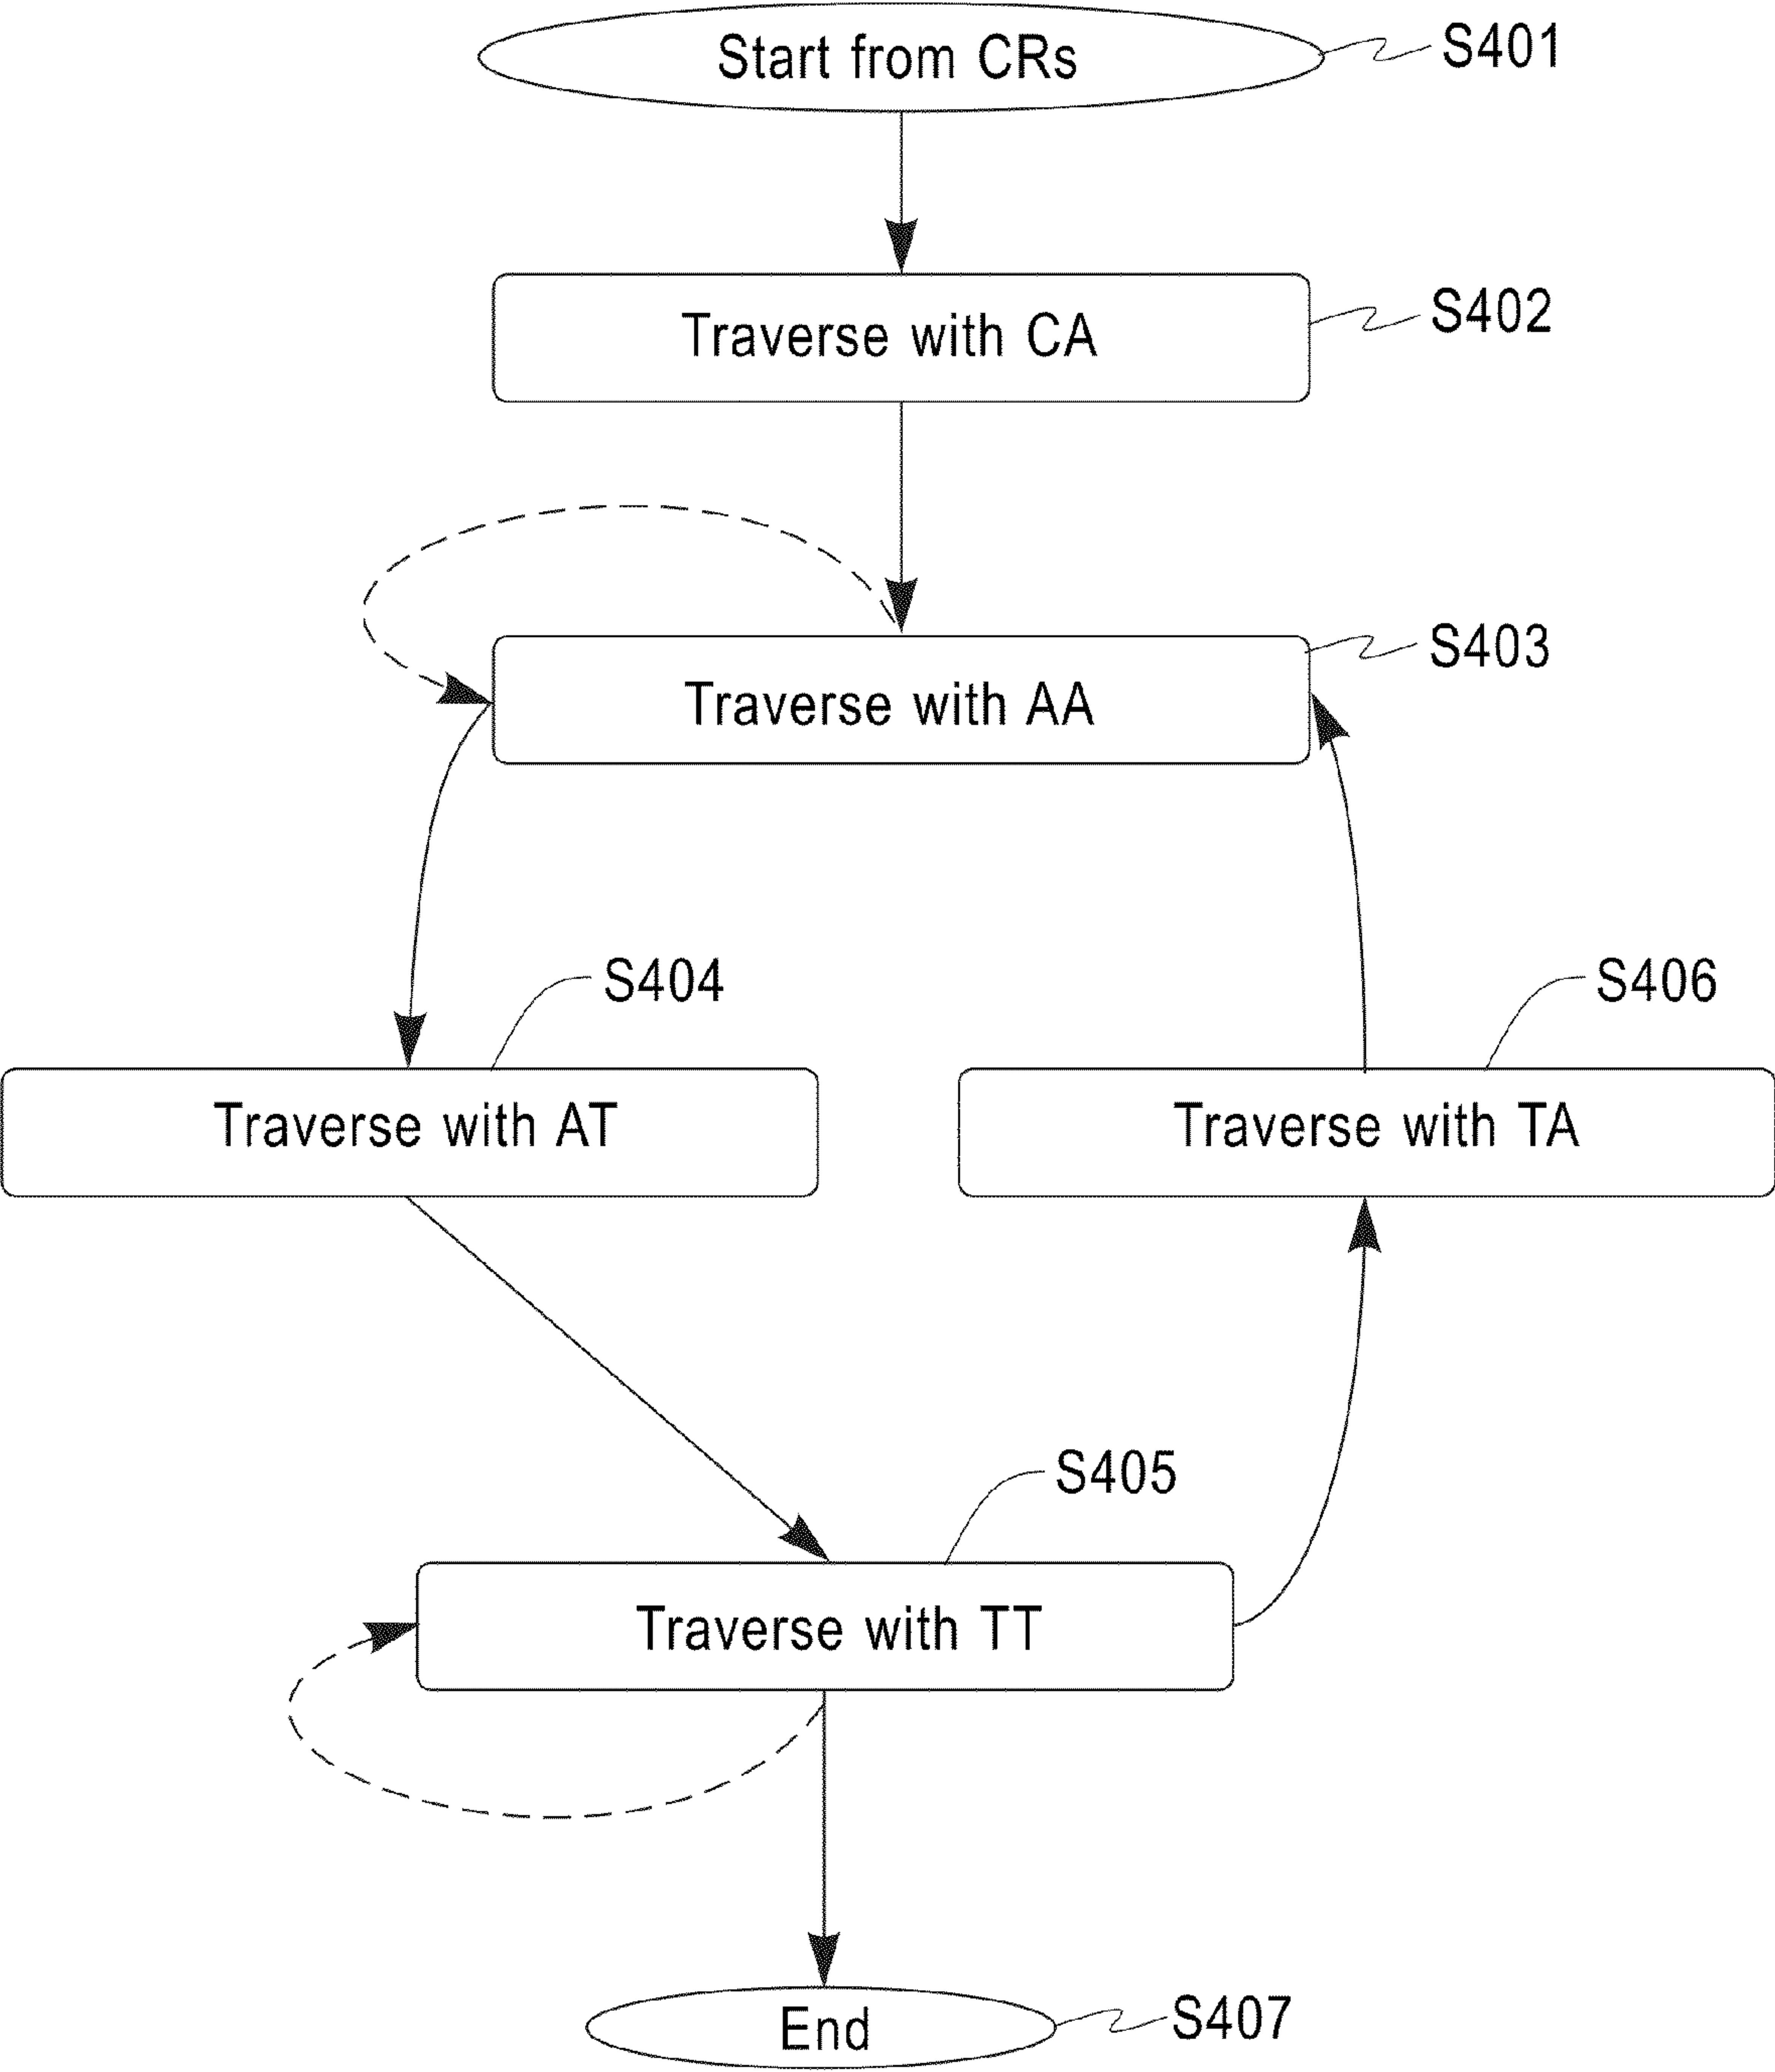 Start from CRs
S401
Traverse with CA
S402
Traverse with AA
S403
S404
S406
Traverse with AT
Traverse with TA
S405
Traverse with TT
End
S407